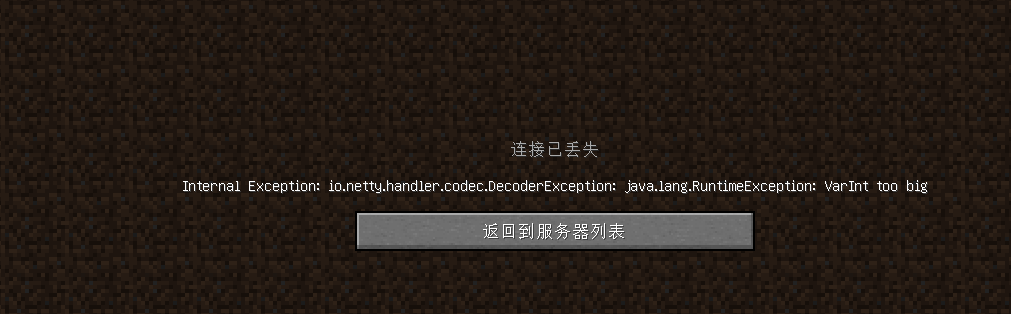 连接已丢失
Internal Exception: io.netty.handler.codec.DecoderException: java.lang.RuntimeException: VarInt too big
返回到服务器列表